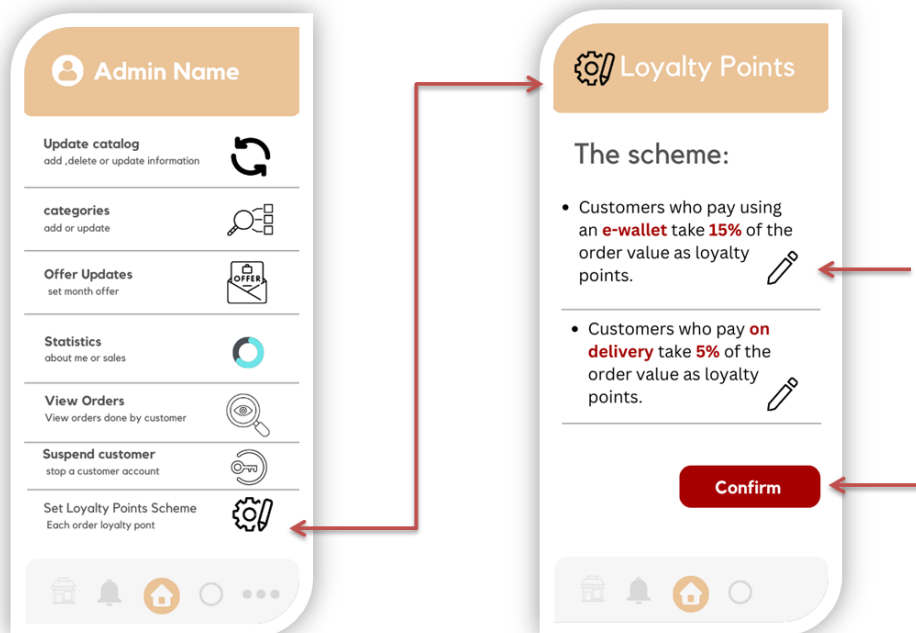 Admin Name
Update catalog
add ,delete or update information
categories
add or update
Offer Updates
set month offer
OFFER
Statistics
about me or sales
View Orders
View orders done by customer
Suspend customer
stop a customer account
Set Loyalty Points Scheme
Each order loyalty pont
Loyalty Points
The scheme:
• Customers who pay using
an e-wallet take 15% of the
order value as loyalty
points.
• Customers who pay on
delivery take 5% of the
order value as loyalty
points.
Confirm